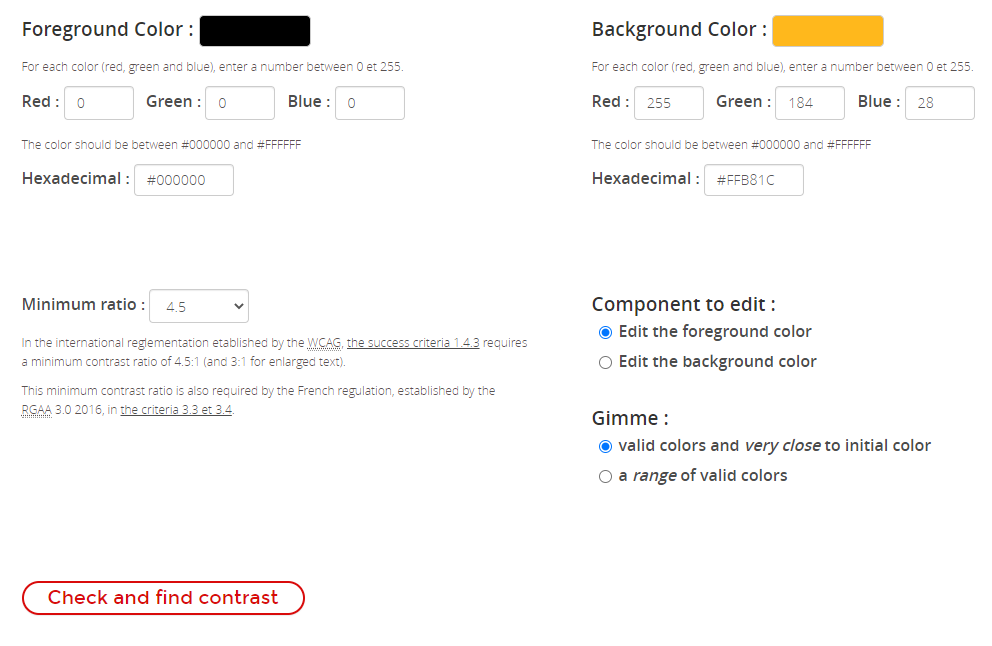 Foreground Color :
For each color (red, green and blue), enter a number between 0 et 255.
Red : 0 Green : 0 Blue : 0
The color should be between #000000 and #FFFFFF
Hexadecimal : #000000
Background Color :
For each color (red, green and blue), enter a number between 0 et 255.
Red : 255 Green : 184 Blue : 28
The color should be between #000000 and #FFFFFF
Hexadecimal : #FFB81C
Minimum ratio : 4.5
In the international reglementation etablished by the WCAG, the success criteria 1.4.3 requires
a minimum contrast ratio of 4.5:1 (and 3:1 for enlarged text).
This minimum contrast ratio is also required by the French regulation, established by the
RGAA 3.0 2016, in the criteria 3.3 et 3.4.
Component to edit :
Edit the foreground color
Edit the background color
Gimme :
valid colors and very close to initial color
a range of valid colors
Check and find contrast